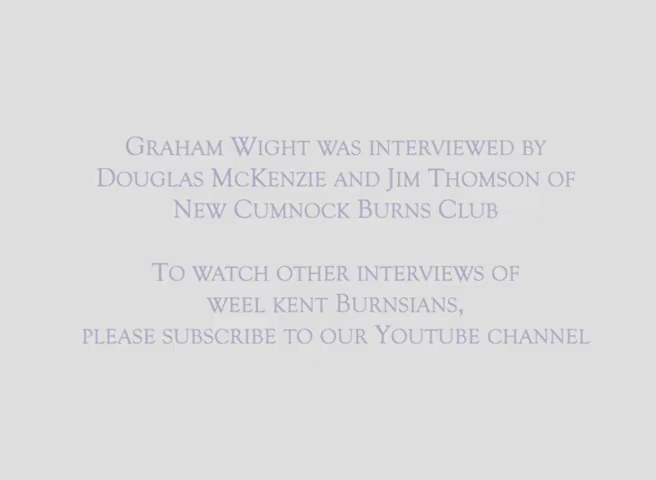 Graham Wight was interviewed by
Douglas McKenzie and Jim Thomson of
New Cumnock Burns Club
To watch other interviews of
weel kent Burnsians,
please subscribe to our Youtube channel